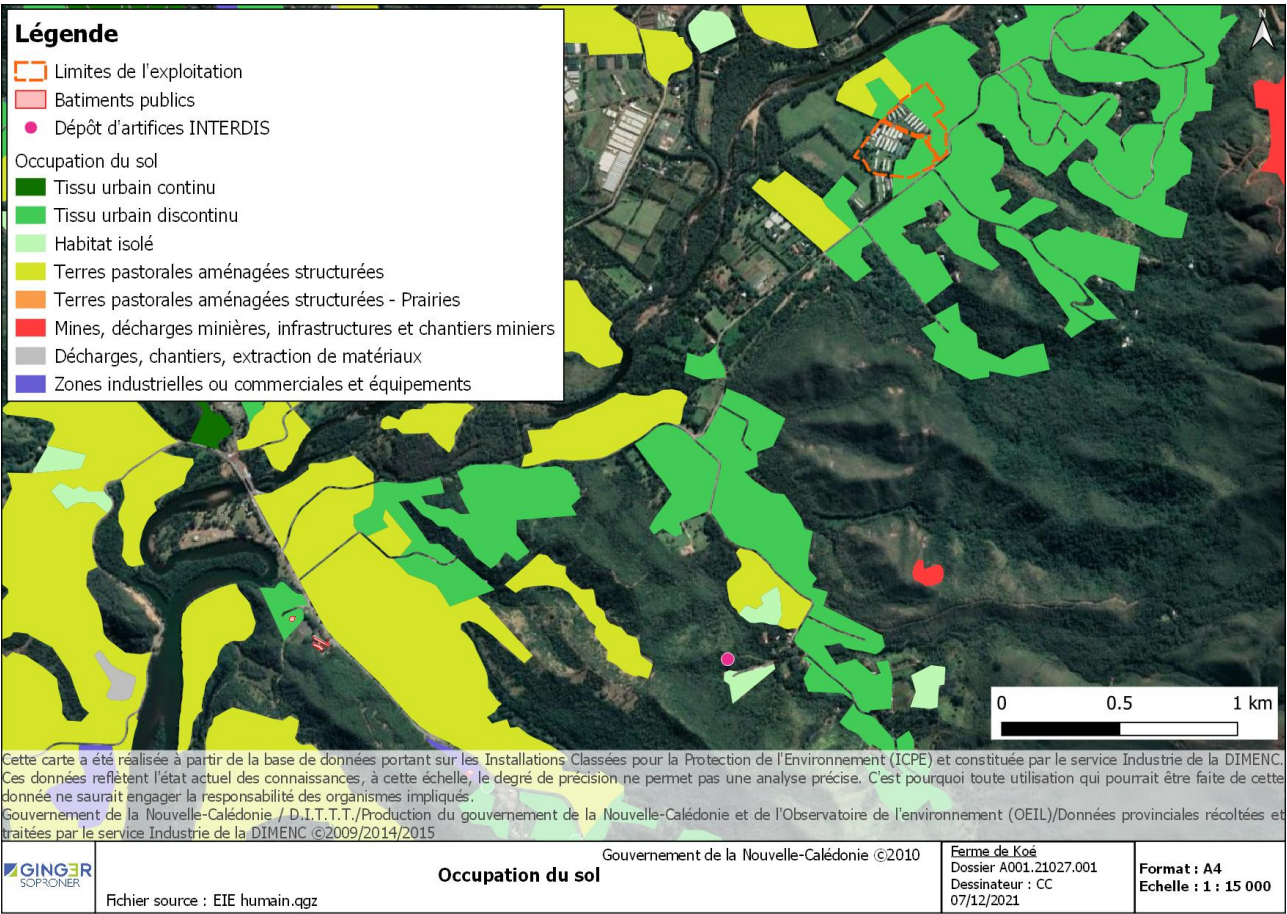 Légende
Limites de l'exploitation
Batiments publics
Dépôt d'artifices INTERDIS
Occupation du sol
Tissu urbain continu
Tissu urbain discontinu
Habitat isolé
Terres pastorales aménagées structurées
Terres pastorales aménagées structurées - Prairies
Mines, décharges minières, infrastructures et chantiers miniers
Décharges, chantiers, extraction de matériaux
Zones industrielles ou commerciales et équipements
N
0 0.5 1 km
Cette carte a été réalisée à partir de la base de données portant sur les Installations Classées pour la Protection de l'Environnement (ICPE) et constituée par le service Industrie de la DIMENC.
Ces données reflètent l'état actuel des connaissances, à cette échelle, le degré de précision ne permet pas une analyse précise. C'est pourquoi toute utilisation qui pourrait être faite de cette
donnée ne saurait engager la responsabilité des organismes impliqués.
Gouvernement de la Nouvelle-Calédonie / D.I.T.T.T./Production du gouvernement de la Nouvelle-Calédonie et de l'Observatoire de l'environnement (OEIL)/Données provinciales récoltées et
traitées par le service Industrie de la DIMENC ©2009/2014/2015
GINGER
SOPRONER
Gouvernement de la Nouvelle-Calédonie ©2010
Occupation du sol
Fichier source : EIE humain.qgz
Ferme de Koé
Dossier A001.21027.001
Dessinateur : CC
07/12/2021
Format : A4
Echelle : 1 : 15 000